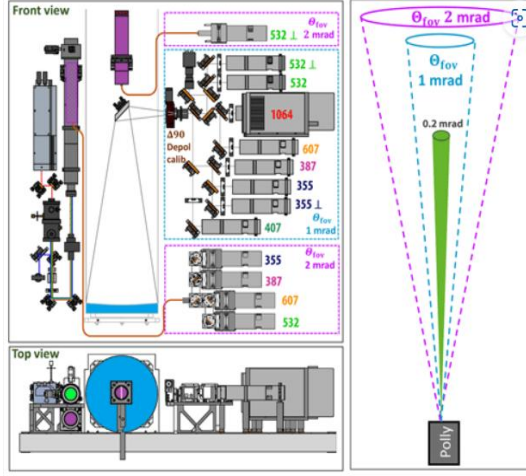 Front view
Θfov
2 mrad
532 ⊥
532 ⊥
532
1064
Δ90
Depol
calib
607
387
355
355 ⊥
407
Θfov
1 mrad
Θfov
2 mrad
355
387
607
532
Top view
Θfov 2 mrad
Θfov
1 mrad
0.2 mrad
Polly